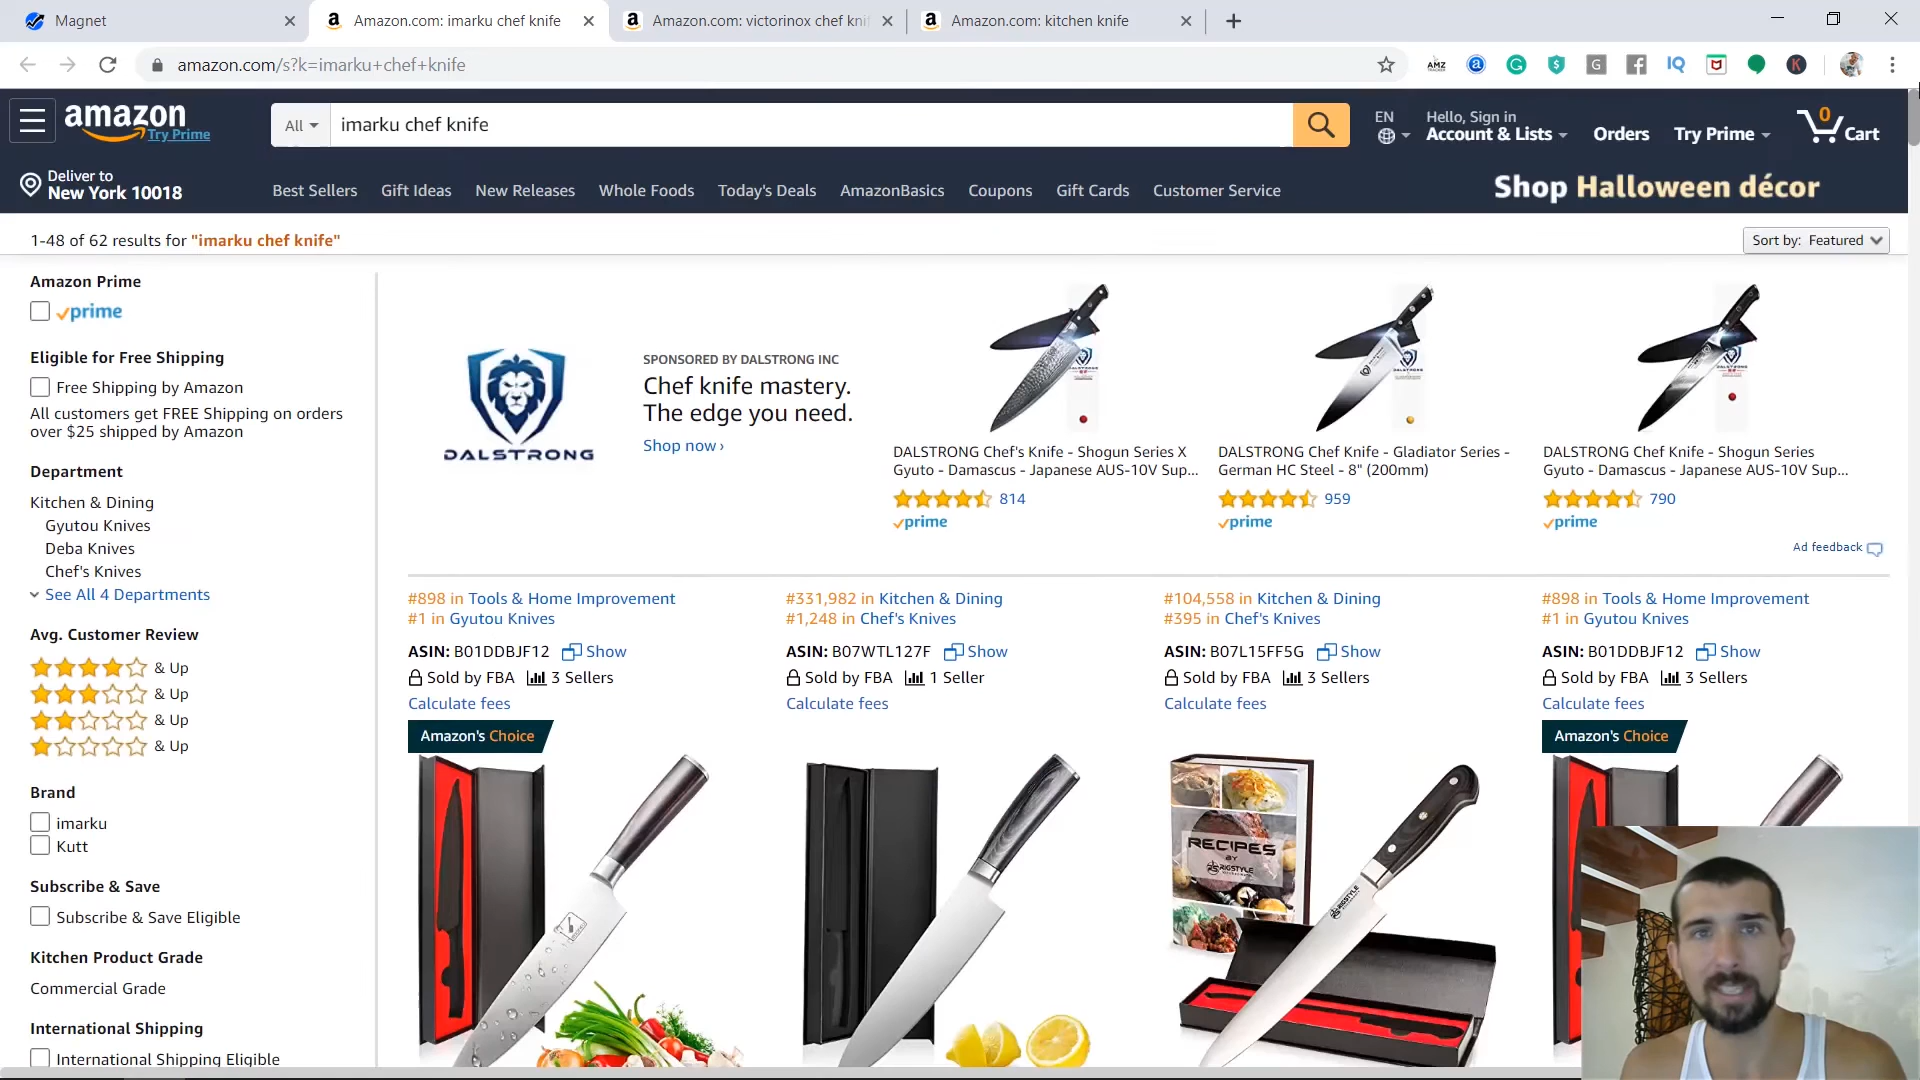 Magnet
Amazon.com: imarku chef knife
Amazon.com: victorinox chef knif
Amazon.com: kitchen knife
amazon.com/s?k=imarku+chef+knife
amazon
Try Prime
All
imarku chef knife
EN
Hello, Sign in
Account & Lists
Orders
Try Prime
0
Cart
Deliver to
New York 10018
Best Sellers
Gift Ideas
New Releases
Whole Foods
Today's Deals
AmazonBasics
Coupons
Gift Cards
Customer Service
Shop Halloween décor
1-48 of 62 results for "imarku chef knife"
Sort by: Featured
Amazon Prime
prime
Eligible for Free Shipping
Free Shipping by Amazon
All customers get FREE Shipping on orders
over $25 shipped by Amazon
Department
Kitchen & Dining
Gyutou Knives
Deba Knives
Chef's Knives
See All 4 Departments
Avg. Customer Review
& Up
& Up
& Up
& Up
Brand
imarku
Kutt
Subscribe & Save
Subscribe & Save Eligible
Kitchen Product Grade
Commercial Grade
International Shipping
International Shipping Eligible
DALSTRONG
SPONSORED BY DALSTRONG INC
Chef knife mastery.
The edge you need.
Shop now ›
DALSTRONG Chef's Knife - Shogun Series X
Gyuto - Damascus - Japanese AUS-10V Sup...
814
prime
DALSTRONG Chef Knife - Gladiator Series -
German HC Steel - 8" (200mm)
959
prime
DALSTRONG Chef Knife - Shogun Series
Gyuto - Damascus - Japanese AUS-10V Sup...
790
prime
Ad feedback
#898 in Tools & Home Improvement
#1 in Gyutou Knives
ASIN: B01DDBJF12 Show
Sold by FBA 3 Sellers
Calculate fees
Amazon's Choice
#331,982 in Kitchen & Dining
#1,248 in Chef's Knives
ASIN: B07WTL127F Show
Sold by FBA 1 Seller
Calculate fees
#104,558 in Kitchen & Dining
#395 in Chef's Knives
ASIN: B07L15FF5G Show
Sold by FBA 3 Sellers
Calculate fees
RECIPES
BY
RIGSTYLE
RIGSTYLE
#898 in Tools & Home Improvement
#1 in Gyutou Knives
ASIN: B01DDBJF12 Show
Sold by FBA 3 Sellers
Calculate fees
Amazon's Choice